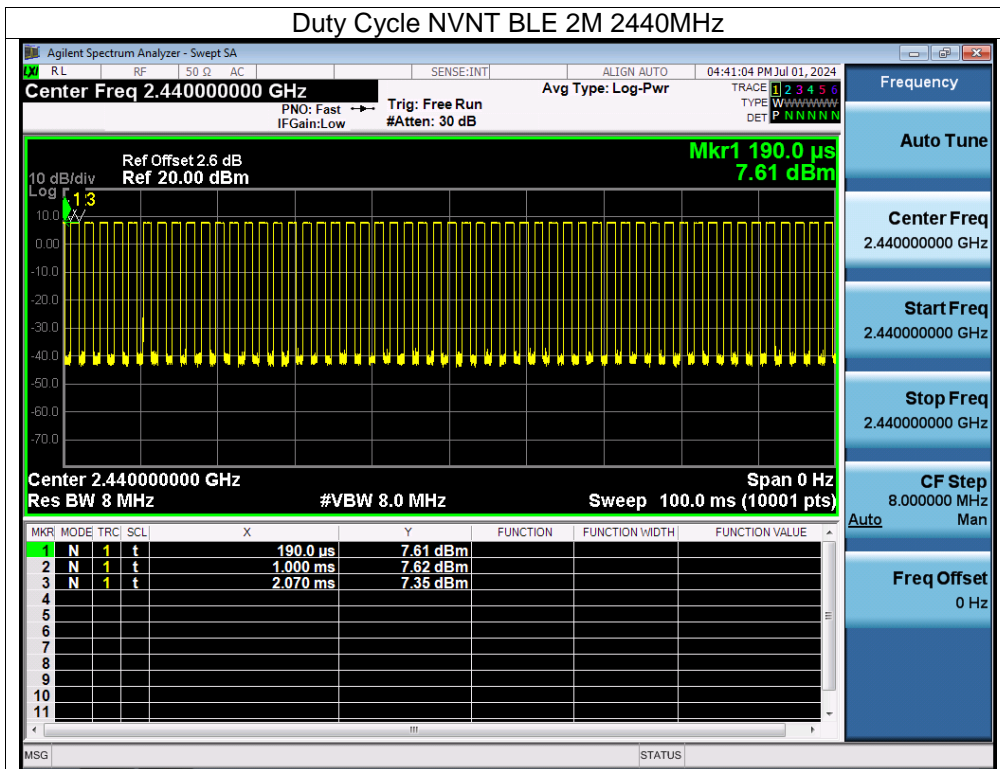 Duty Cycle NVNT BLE 2M 2440MHz
Agilent Spectrum Analyzer - Swept SA
LXI RL RF 50 Ω AC SENSE:INT ALIGN AUTO 04:41:04 PM Jul 01, 2024
Center Freq 2.440000000 GHz
PNO: Fast
IFGain:Low
Trig: Free Run
#Atten: 30 dB
Avg Type: Log-Pwr
TRACE 1 2 3 4 5 6
TYPE WWWWWW
DET P N N N N N
Ref Offset 2.6 dB
Ref 20.00 dBm
Mkr1 190.0 µs
7.61 dBm
10 dB/div
Log
1 3
10.0
0.00
-10.0
-20.0
-30.0
-40.0
-50.0
-60.0
-70.0
Center 2.440000000 GHz
Res BW 8 MHz
#VBW 8.0 MHz
Span 0 Hz
Sweep 100.0 ms (10001 pts)
MKR MODE TRC SCL X Y FUNCTION FUNCTION WIDTH FUNCTION VALUE
1 N 1 t 190.0 µs 7.61 dBm
2 N 1 t 1.000 ms 7.62 dBm
3 N 1 t 2.070 ms 7.35 dBm
4
5
6
7
8
9
10
11
MSG
STATUS
Frequency
Auto Tune
Center Freq
2.440000000 GHz
Start Freq
2.440000000 GHz
Stop Freq
2.440000000 GHz
CF Step
8.000000 MHz
Auto Man
Freq Offset
0 Hz